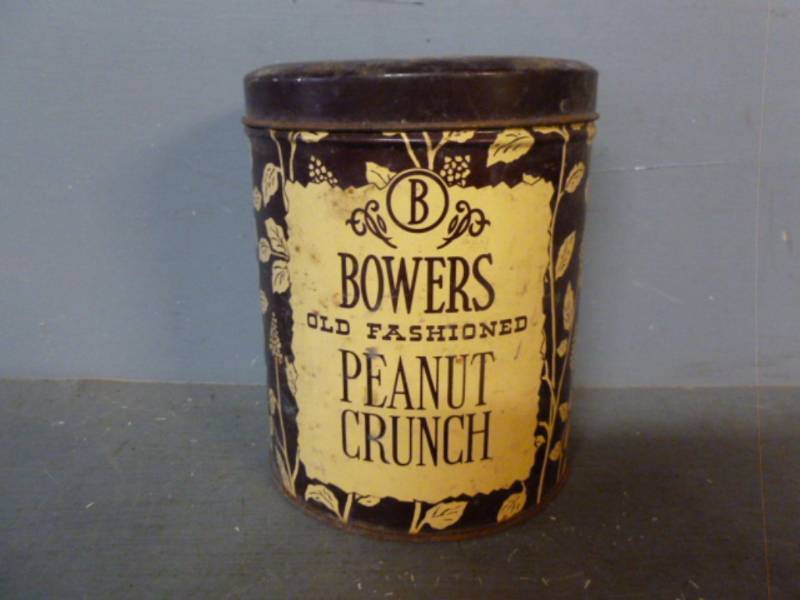 B
BOWERS
OLD FASHIONED
PEANUT
CRUNCH